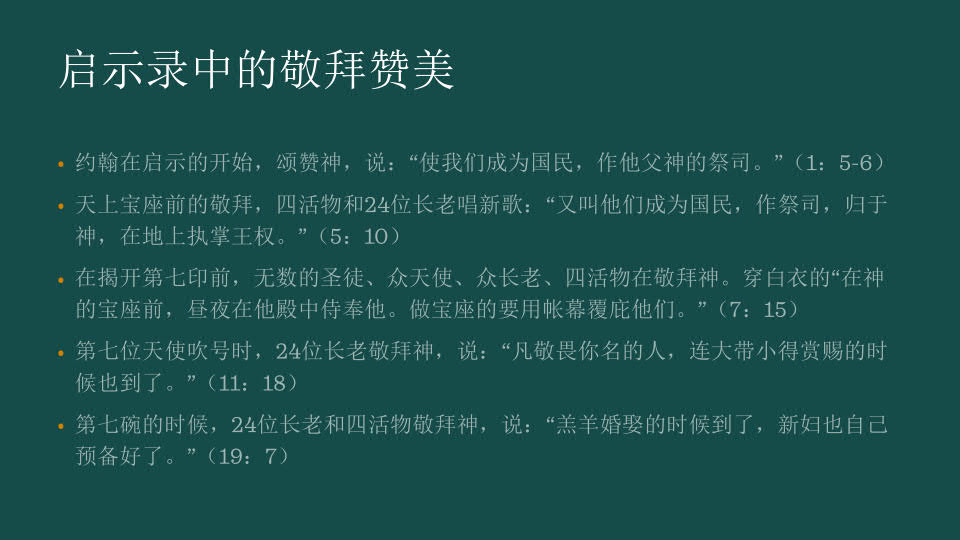 启示录中的敬拜赞美
• 约翰在启示的开始，颂赞神，说：“使我们成为国民，作他父神的祭司。”（1：5-6）
• 天上宝座前的敬拜，四活物和24位长老唱新歌：“又叫他们成为国民，作祭司，归于
神，在地上执掌王权。”（5：10）
• 在揭开第七印前，无数的圣徒、众天使、众长老、四活物在敬拜神。穿白衣的“在神
的宝座前，昼夜在他殿中侍奉他。做宝座的要用帐幕覆庇他们。”（7：15）
• 第七位天使吹号时，24位长老敬拜神，说：“凡敬畏你名的人，连大带小得赏赐的时
候也到了。”（11：18）
• 第七碗的时候，24位长老和四活物敬拜神，说：“羔羊婚娶的时候到了，新妇也自己
预备好了。”（19：7）